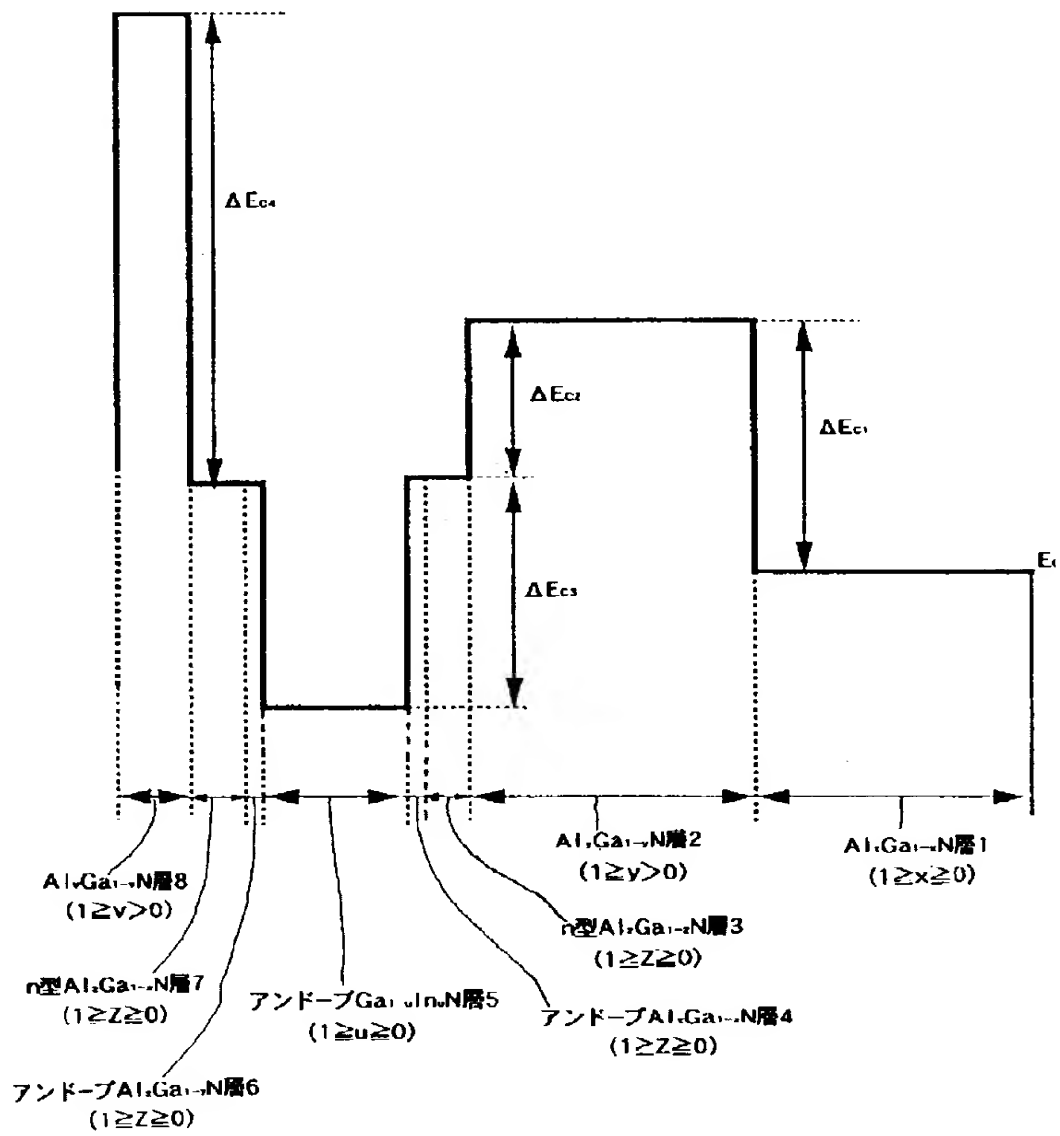 ΔEC4
ΔEC2
ΔEC1
ΔEC3
AlyGa1-yN層2
(1≧y>0)
AlxGa1-xN層1
(1≧x≧0)
AlvGa1-vN層8
(1≧v>0)
n型AlzGa1-zN層3
(1≧Z≧0)
n型AlzGa1-zN層7
(1≧Z≧0)
アンドープGa1-uInuN層5
(1≧u≧0)
アンドープAlzGa1-zN層4
(1≧Z≧0)
アンドープAlzGa1-zN層6
(1≧Z≧0)